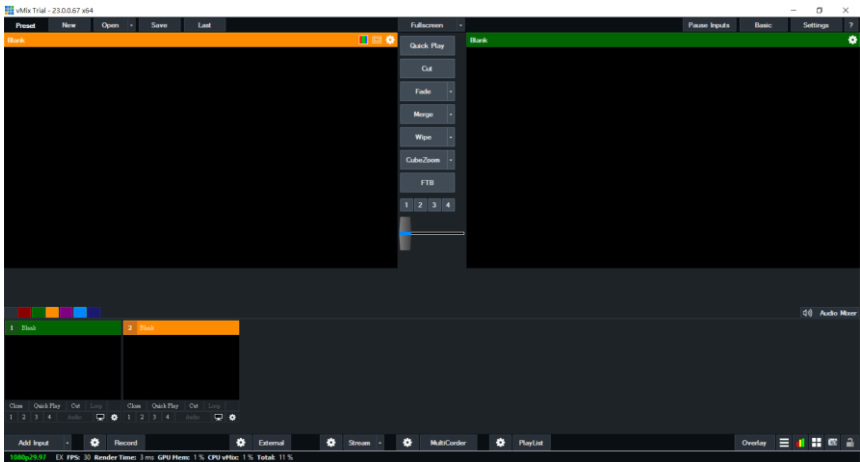 vMix Trial - 23.0.0.67 x64
Preset New Open Save Last Fullscreen Pause Inputs Basic Settings ?
Blank
Blank
Quick Play
Cut
Fade
Merge
Wipe
CubeZoom
FTB
1 2 3 4
Audio Mixer
1 Blank 2 Blank
Close Quick Play Cut Loop Close Quick Play Cut Loop
1 2 3 4 Audio 1 2 3 4 Audio
Add Input Record External Stream MultiCorder PlayList Overlay
1080p29.97 EX FPS: 30 Render Time: 3 ms GPU Mem: 1 % CPU vMix: 1 % Total: 11 %